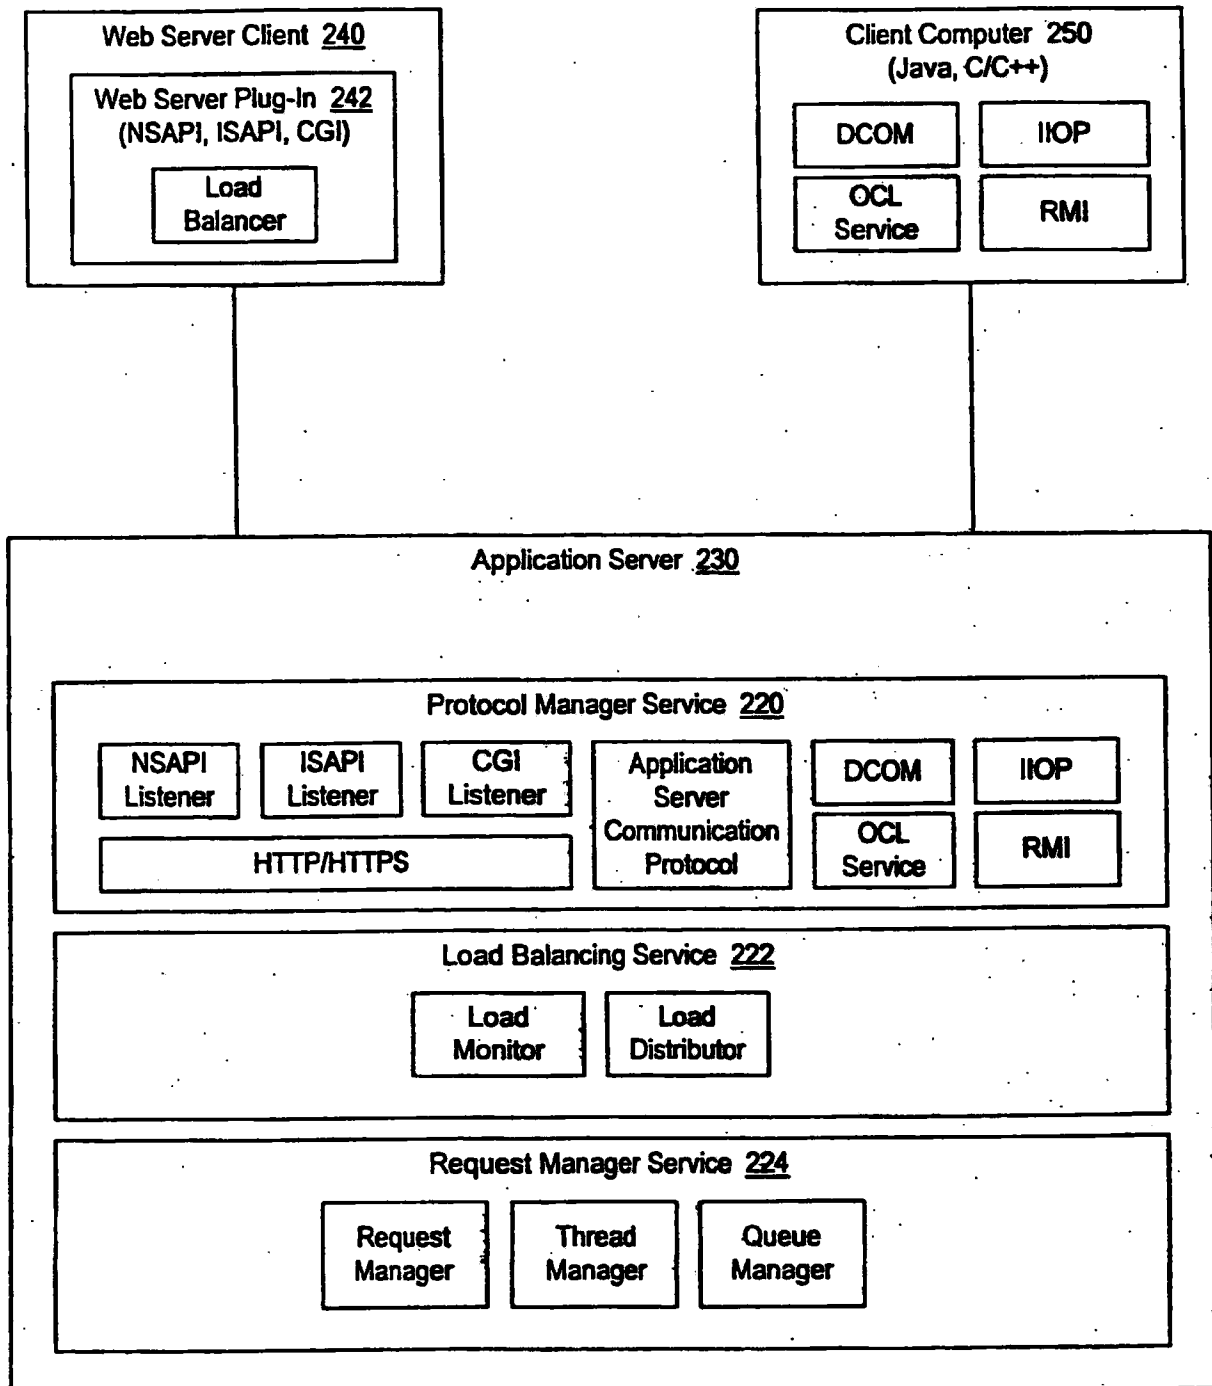 Web Server Client 240
Web Server Plug-In 242
(NSAPI, ISAPI, CGI)
Load
Balancer
Client Computer 250
(Java, C/C++)
DCOM
IIOP
OCL
Service
RMI
Application Server 230
Protocol Manager Service 220
NSAPI
Listener
ISAPI
Listener
CGI
Listener
HTTP/HTTPS
Application
Server
Communication
Protocol
DCOM
IIOP
OCL
Service
RMI
Load Balancing Service 222
Load
Monitor
Load
Distributor
Request Manager Service 224
Request
Manager
Thread
Manager
Queue
Manager